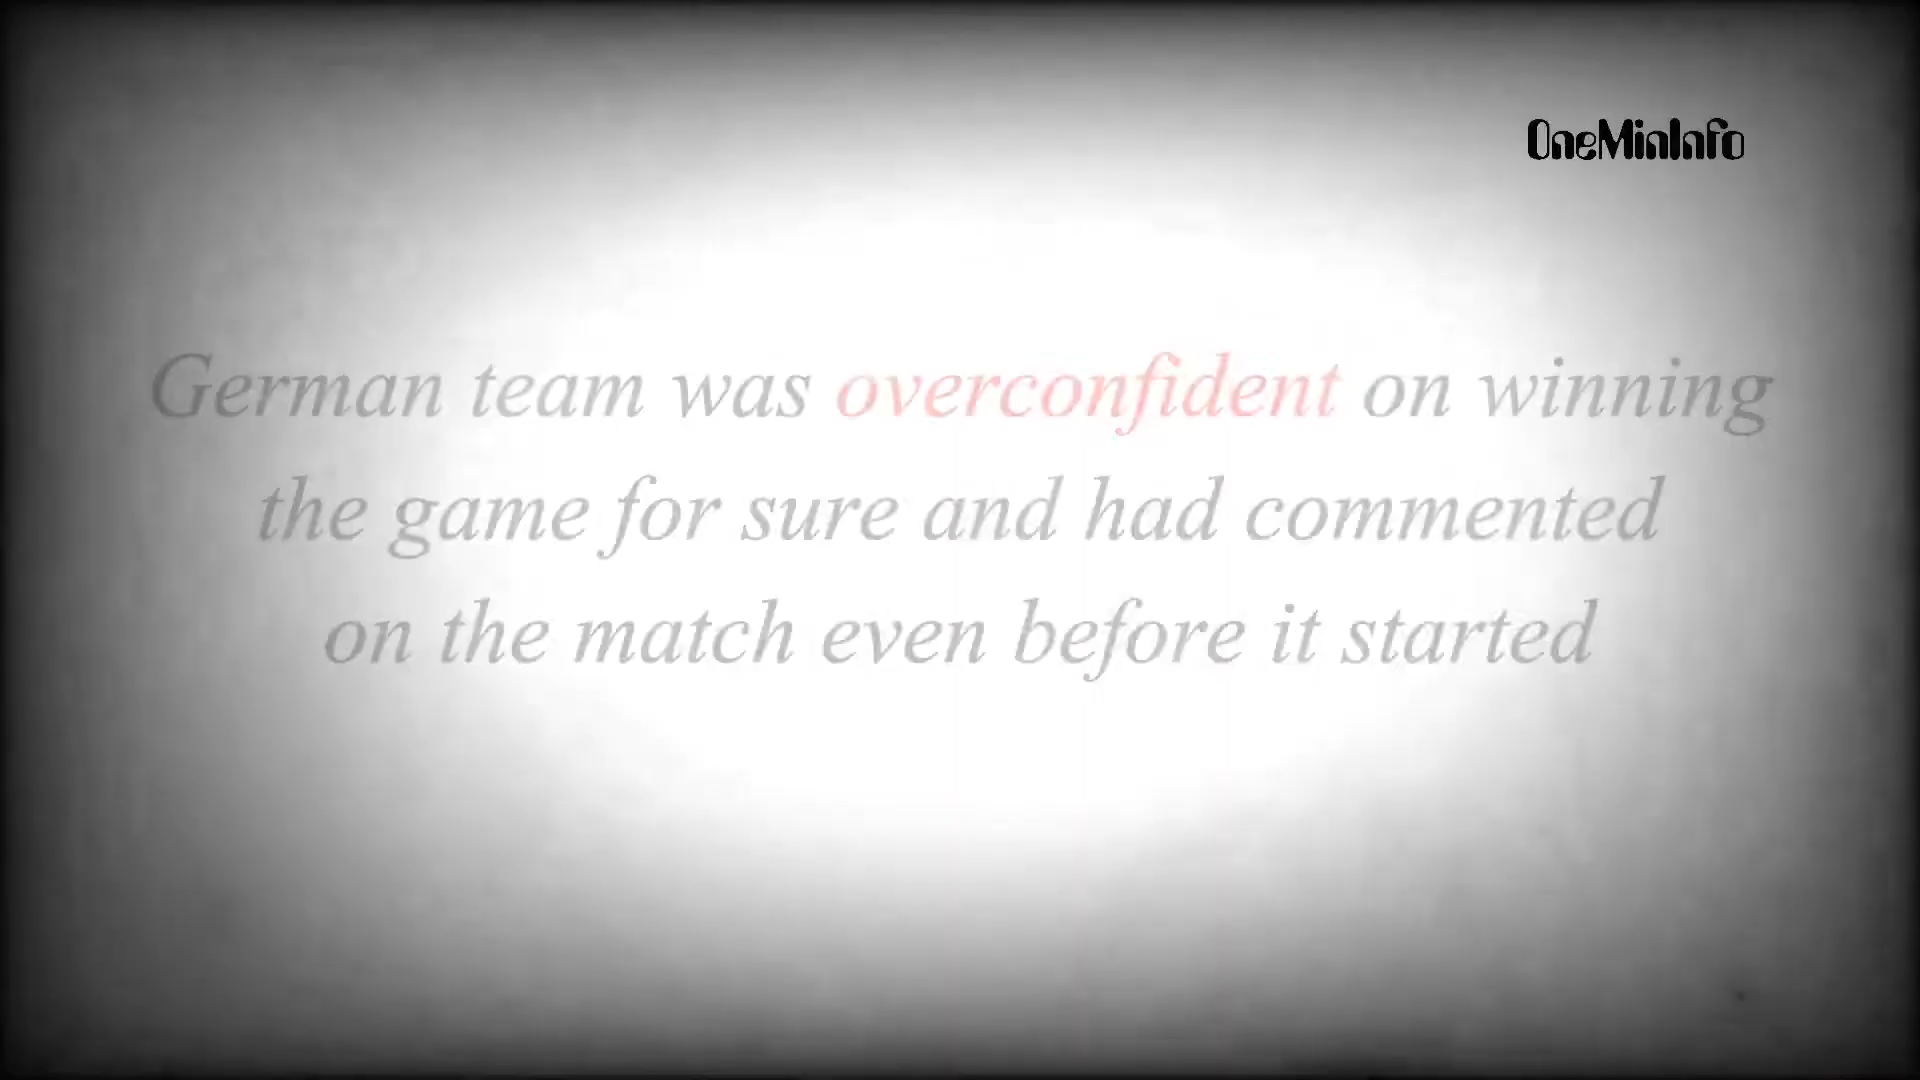 OneMinInfo
German team was overconfident on winning
the game for sure and had commented
on the match even before it started